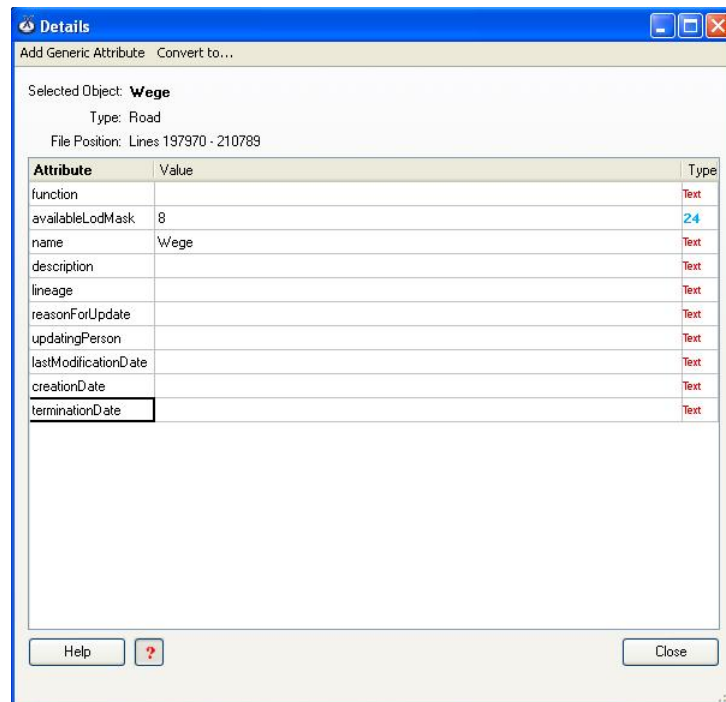 Details
Add Generic Attribute Convert to...
Selected Object: Wege
Type: Road
File Position: Lines 197970 - 210789
Attribute Value Type
function Text
availableLodMask 8 24
name Wege Text
description Text
lineage Text
reasonForUpdate Text
updatingPerson Text
lastModificationDate Text
creationDate Text
terminationDate Text
Help ? Close